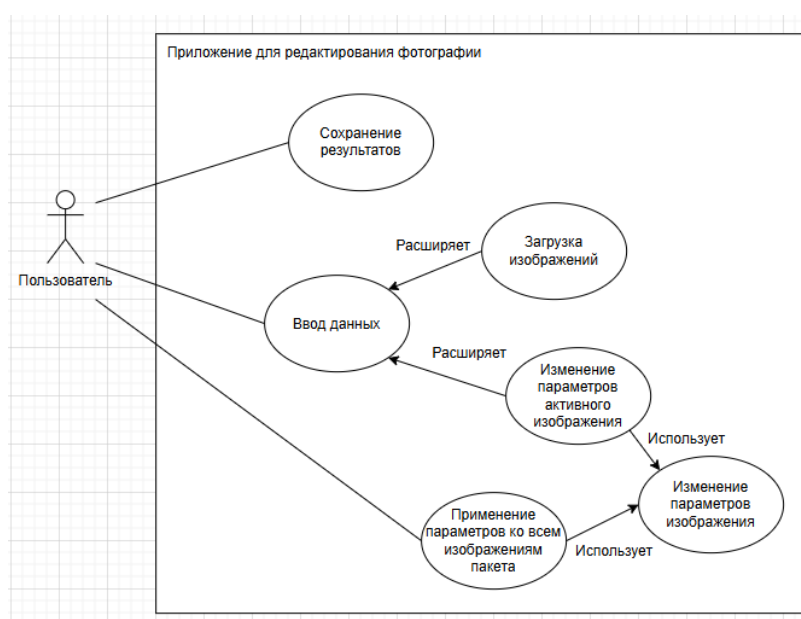 Приложение для редактирования фотографии
Сохранение
результатов
Пользователь
Расширяет
Загрузка
изображений
Ввод данных
Расширяет
Изменение
параметров
активного
изображения
Использует
Изменение
параметров
изображения
Применение
параметров ко всем
изображениям
пакета
Использует